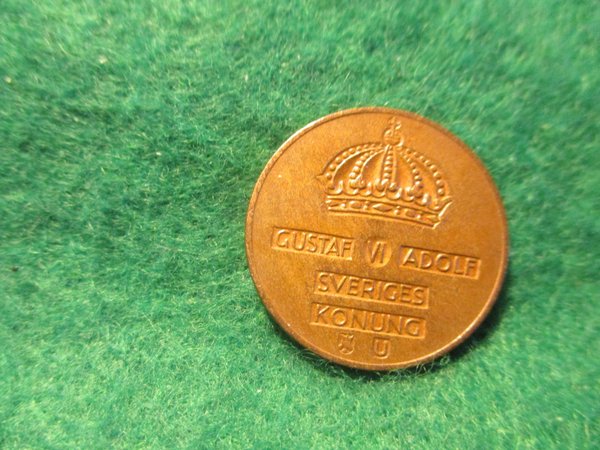 GUSTAF VI ADOLF
SVERIGES
KONUNG
U